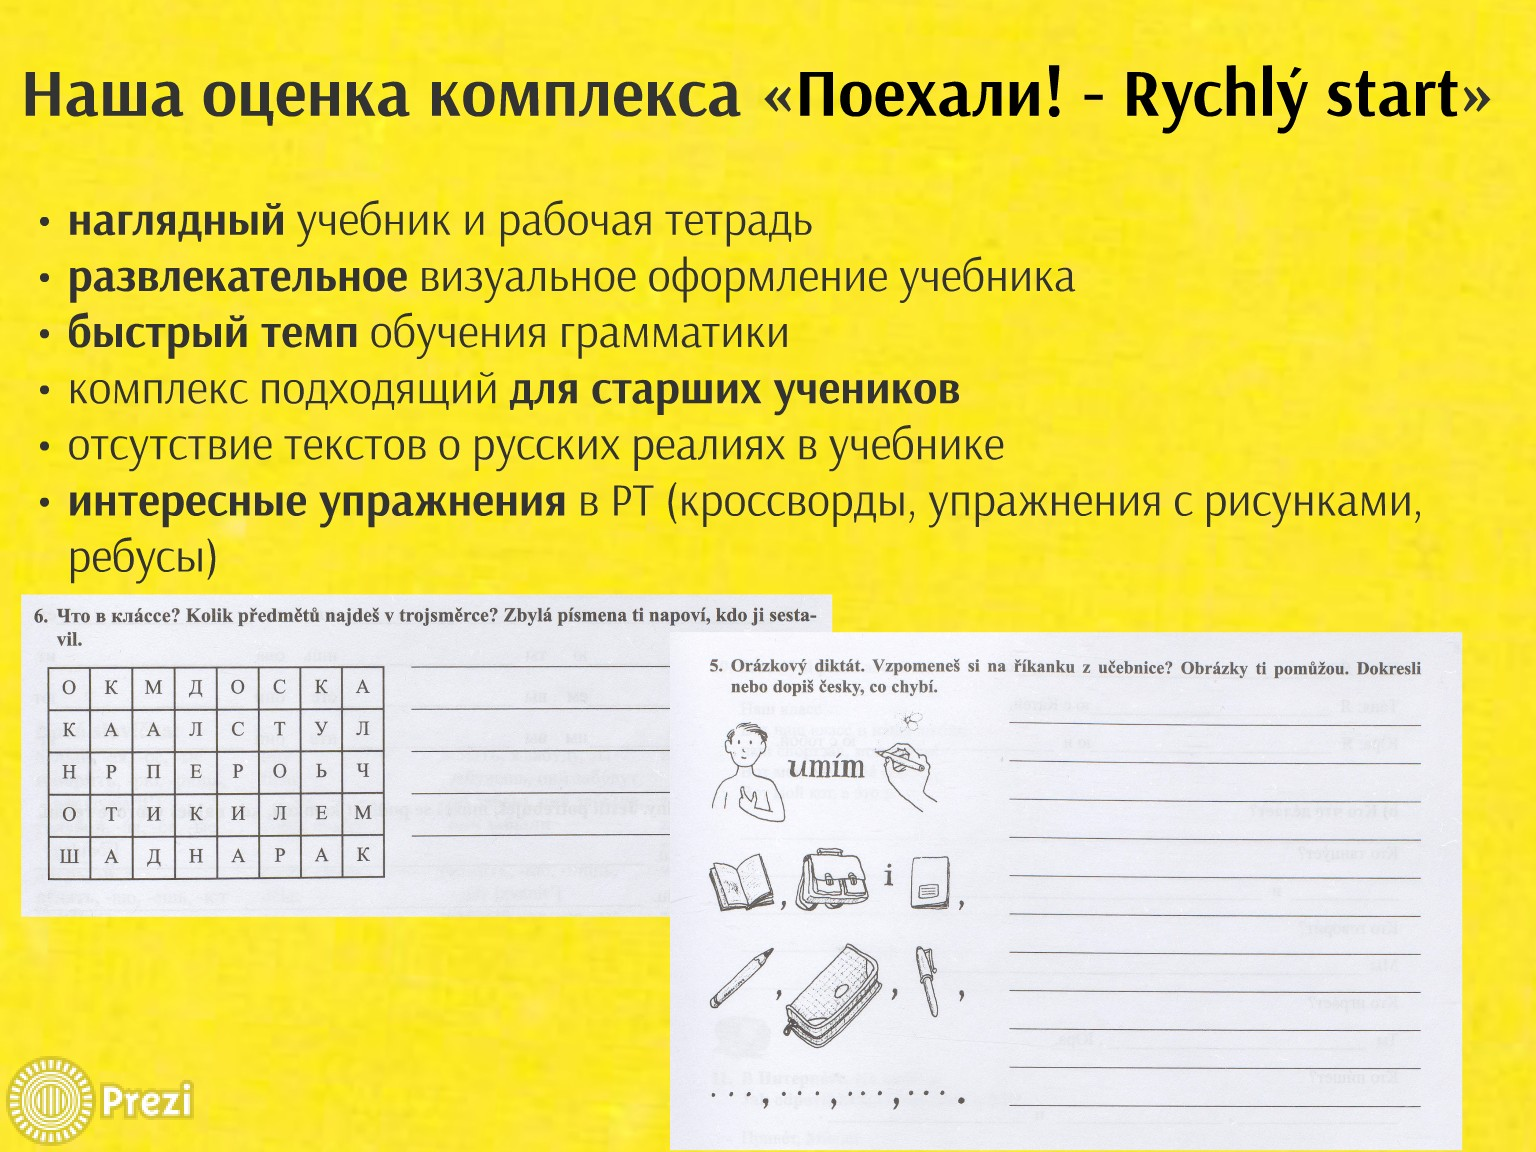 Наша оценка комплекса «Поехали! - Rychlý start»
• наглядный учебник и рабочая тетрадь
• развлекательное визуальное оформление учебника
• быстрый темп обучения грамматики
• комплекс подходящий для старших учеников
• отсутствие текстов о русских реалиях в учебнике
• интересные упражнения в РТ (кроссворды, упражнения с рисунками,
ребусы)
6. Что в кла́ссе? Kolik předmětů najdeš v trojsměrce? Zbylá písmena ti napoví, kdo ji sesta-
vil.
О К М Д О С К А
К А А Л С Т У Л
Н Р П Е Р О Ь Ч
О Т И К И Л Е М
Ш А Д Н А Р А К
5. Orázkový diktát. Vzpomeneš si na říkanku z učebnice? Obrázky ti pomůžou. Dokresli
nebo dopiš česky, co chybí.
umím
, i ,
, , ,
...,...,...,... .
Prezi